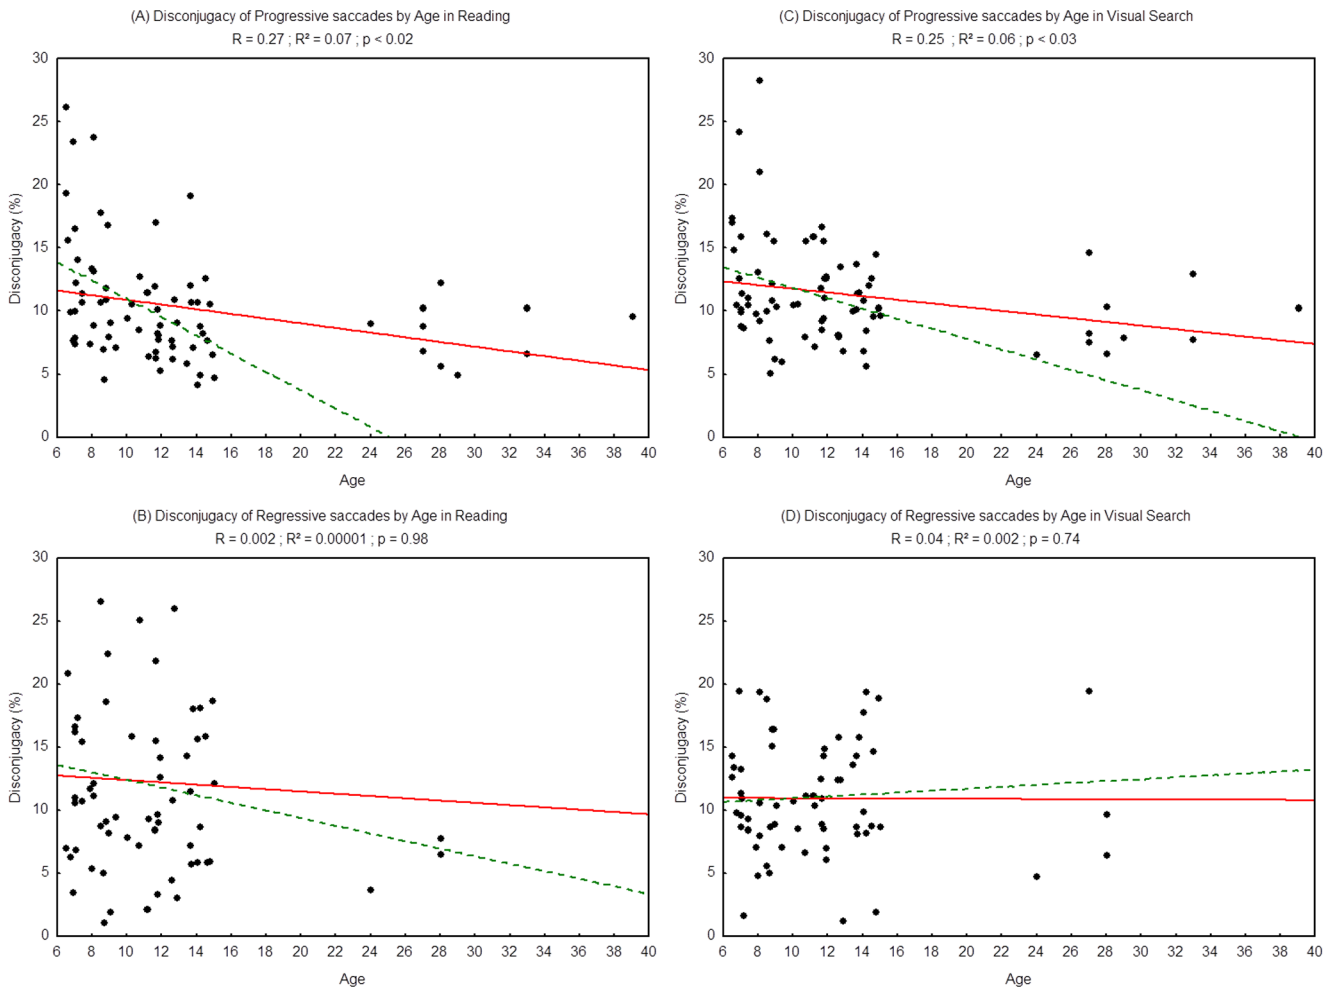 (A) Disconjugacy of Progressive saccades by Age in Reading
R = 0.27 ; R² = 0.07 ; p < 0.02
30
25
20
15
10
5
0
Disconjugacy (%)
6 8 10 12 14 16 18 20 22 24 26 28 30 32 34 36 38 40
Age
(C) Disconjugacy of Progressive saccades by Age in Visual Search
R = 0.25 ; R² = 0.06 ; p < 0.03
30
25
20
15
10
5
0
Disconjugacy (%)
6 8 10 12 14 16 18 20 22 24 26 28 30 32 34 36 38 40
Age
(B) Disconjugacy of Regressive saccades by Age in Reading
R = 0.002 ; R² = 0.00001 ; p = 0.98
30
25
20
15
10
5
0
Disconjugacy (%)
6 8 10 12 14 16 18 20 22 24 26 28 30 32 34 36 38 40
Age
(D) Disconjugacy of Regressive saccades by Age in Visual Search
R = 0.04 ; R² = 0.002 ; p = 0.74
30
25
20
15
10
5
0
Disconjugacy (%)
6 8 10 12 14 16 18 20 22 24 26 28 30 32 34 36 38 40
Age